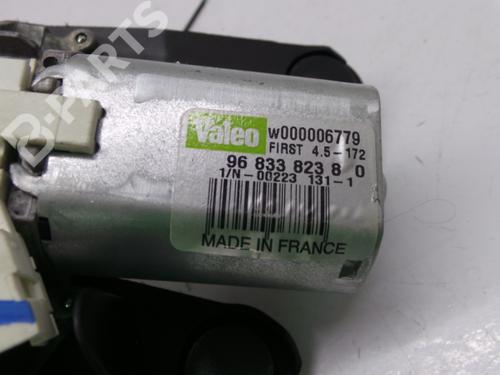 Valeo
W000006779
FIRST 4.5-172
96 833 823 8 0
1/N-00223 131-1
MADE IN FRANCE
B-PARTS